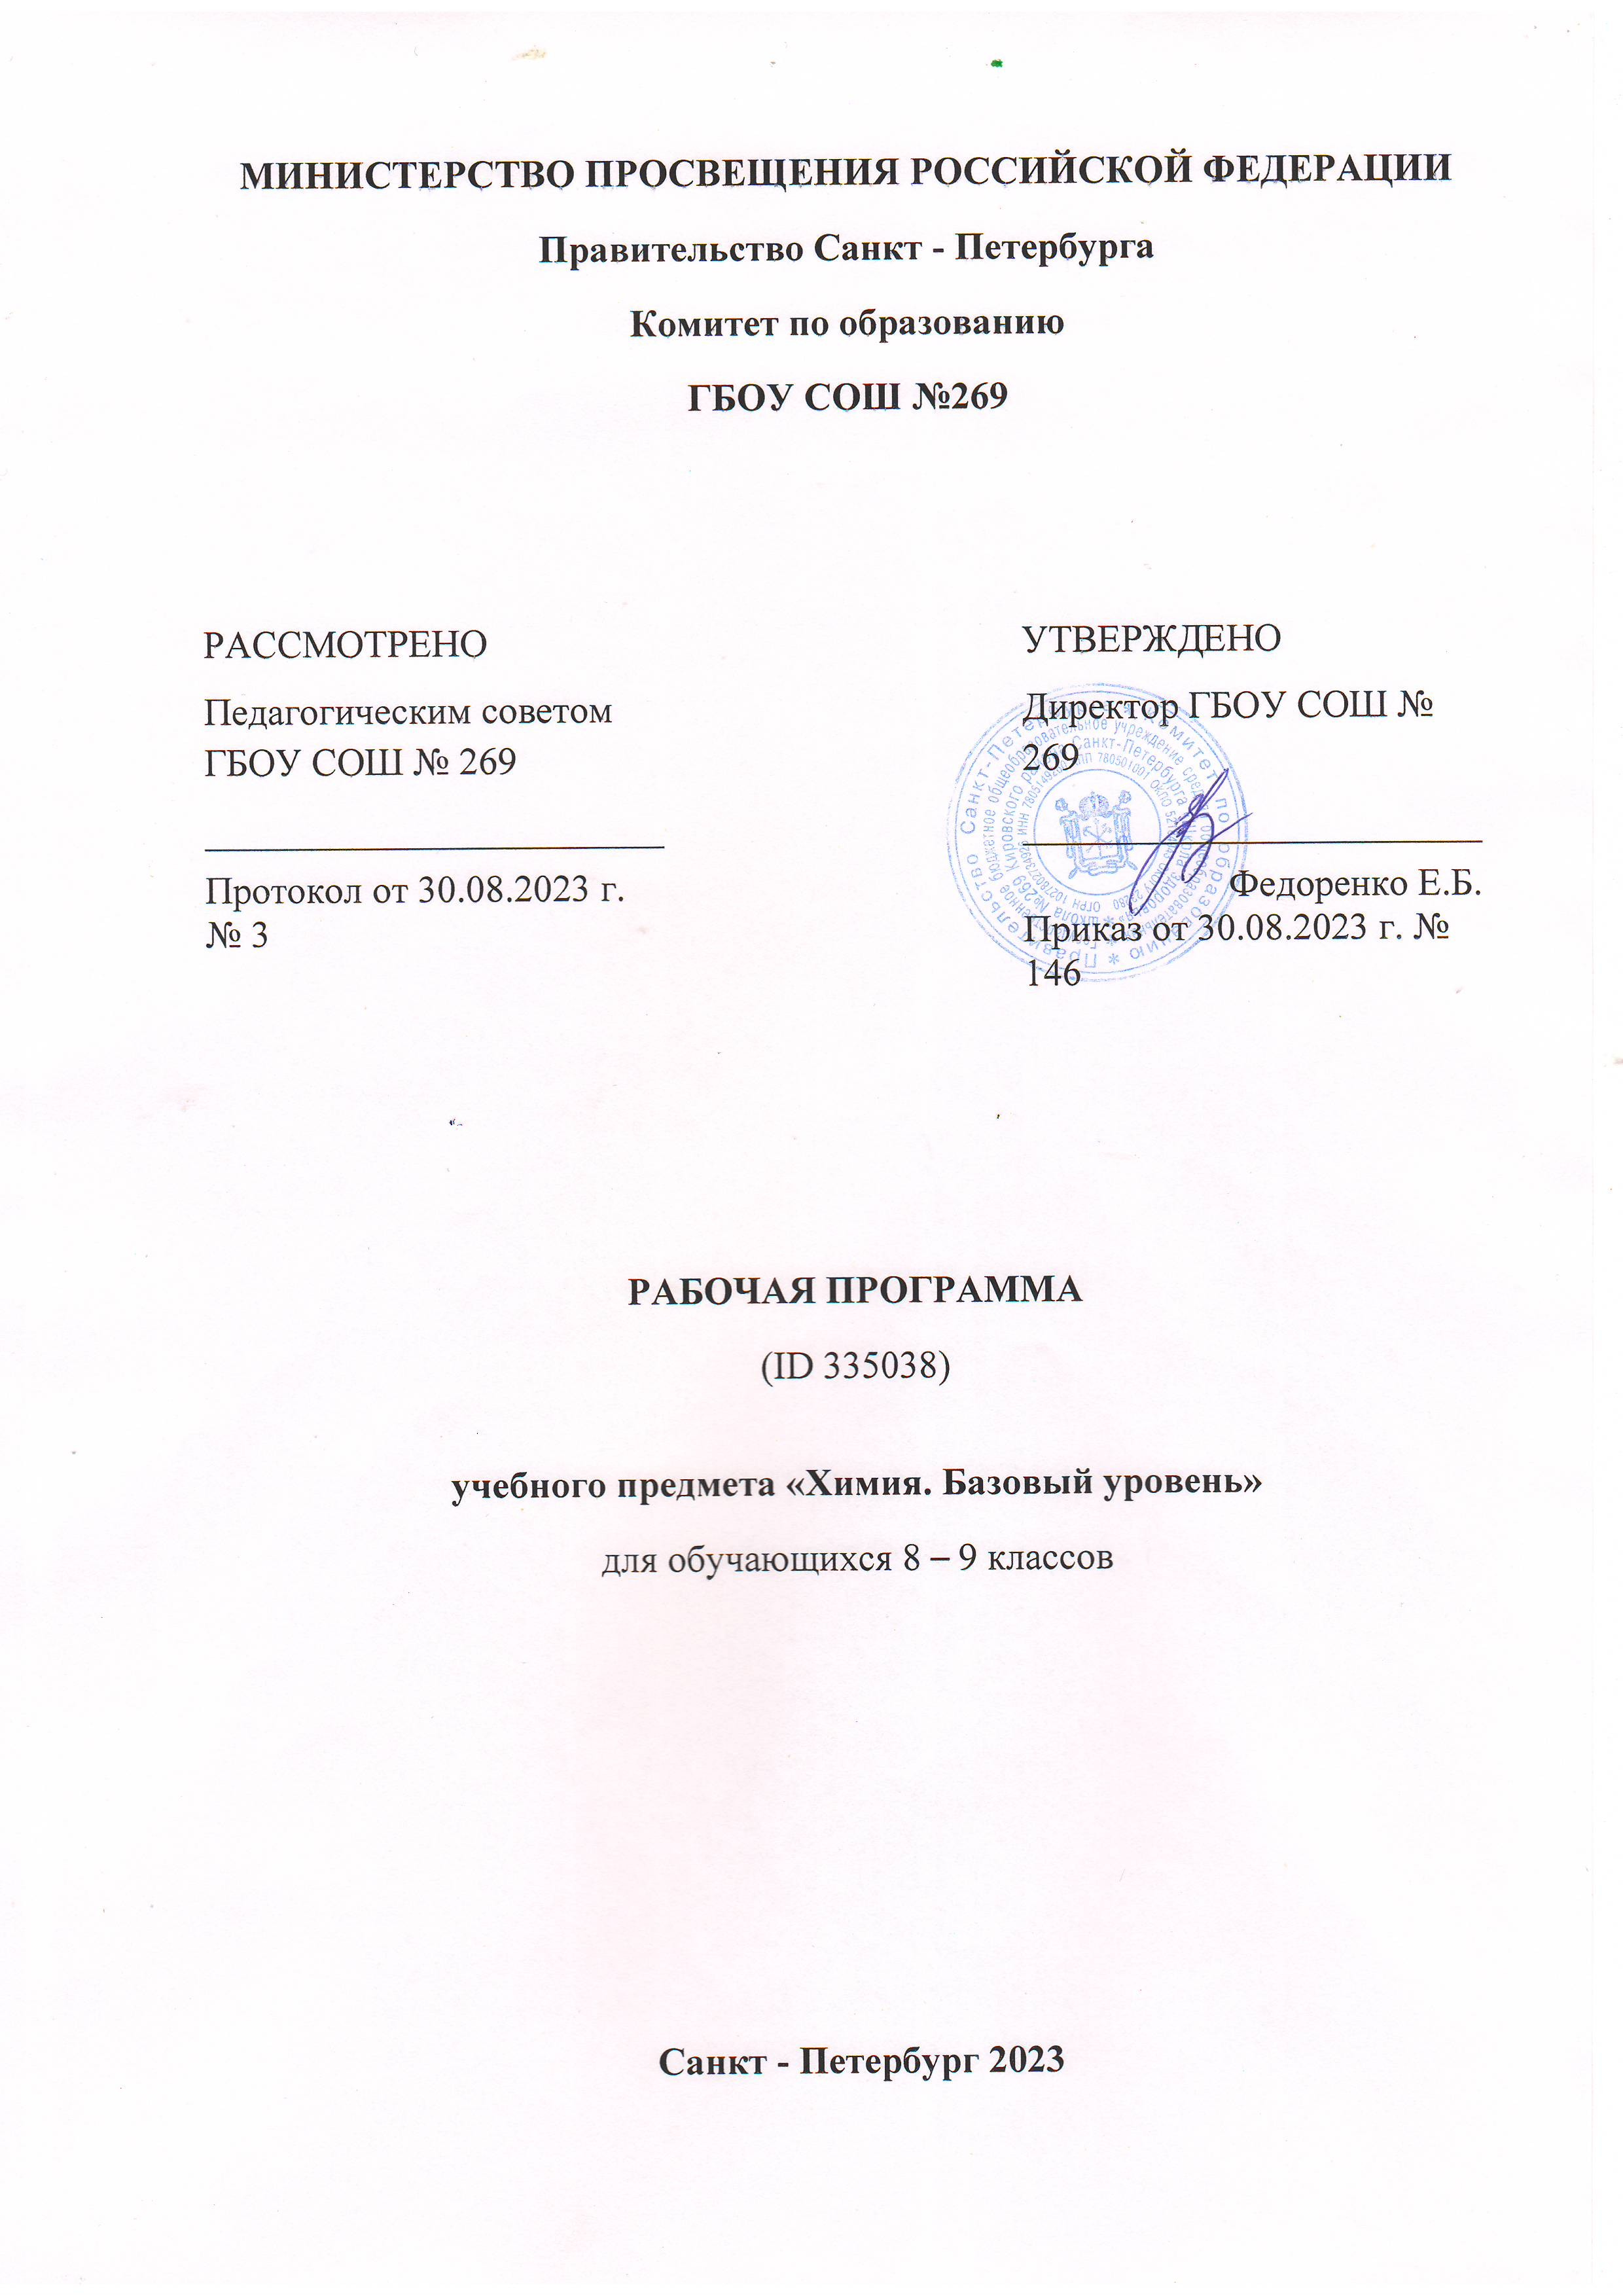 МИНИСТЕРСТВО ПРОСВЕЩЕНИЯ РОССИЙСКОЙ ФЕДЕРАЦИИ
Правительство Санкт - Петербурга
Комитет по образованию
ГБОУ СОШ №269
РАССМОТРЕНО
Педагогическим советом
ГБОУ СОШ № 269
Протокол от 30.08.2023 г.
№ 3
УТВЕРЖДЕНО
Директор ГБОУ СОШ №
269
Федоренко Е.Б.
Приказ от 30.08.2023 г. №
146
РАБОЧАЯ ПРОГРАММА
(ID 335038)
учебного предмета «Химия. Базовый уровень»
для обучающихся 8 – 9 классов
Санкт - Петербург 2023